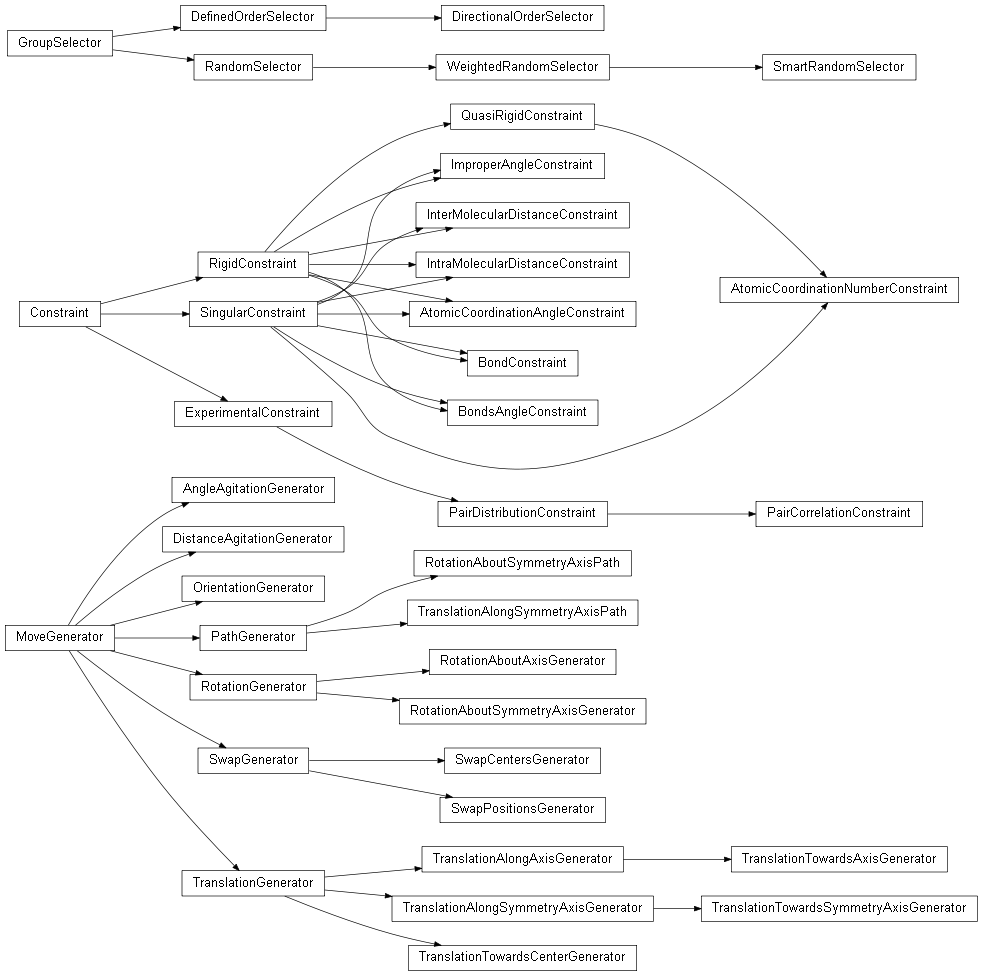 DefinedOrderSelector
DirectionalOrderSelector
GroupSelector
RandomSelector
WeightedRandomSelector
SmartRandomSelector
QuasiRigidConstraint
ImproperAngleConstraint
InterMolecularDistanceConstraint
RigidConstraint
IntraMolecularDistanceConstraint
AtomicCoordinationNumberConstraint
Constraint
SingularConstraint
AtomicCoordinationAngleConstraint
BondConstraint
ExperimentalConstraint
BondsAngleConstraint
AngleAgitationGenerator
PairDistributionConstraint
PairCorrelationConstraint
DistanceAgitationGenerator
RotationAboutSymmetryAxisPath
OrientationGenerator
TranslationAlongSymmetryAxisPath
MoveGenerator
PathGenerator
RotationAboutAxisGenerator
RotationGenerator
RotationAboutSymmetryAxisGenerator
SwapGenerator
SwapCentersGenerator
SwapPositionsGenerator
TranslationAlongAxisGenerator
TranslationTowardsAxisGenerator
TranslationGenerator
TranslationAlongSymmetryAxisGenerator
TranslationTowardsSymmetryAxisGenerator
TranslationTowardsCenterGenerator